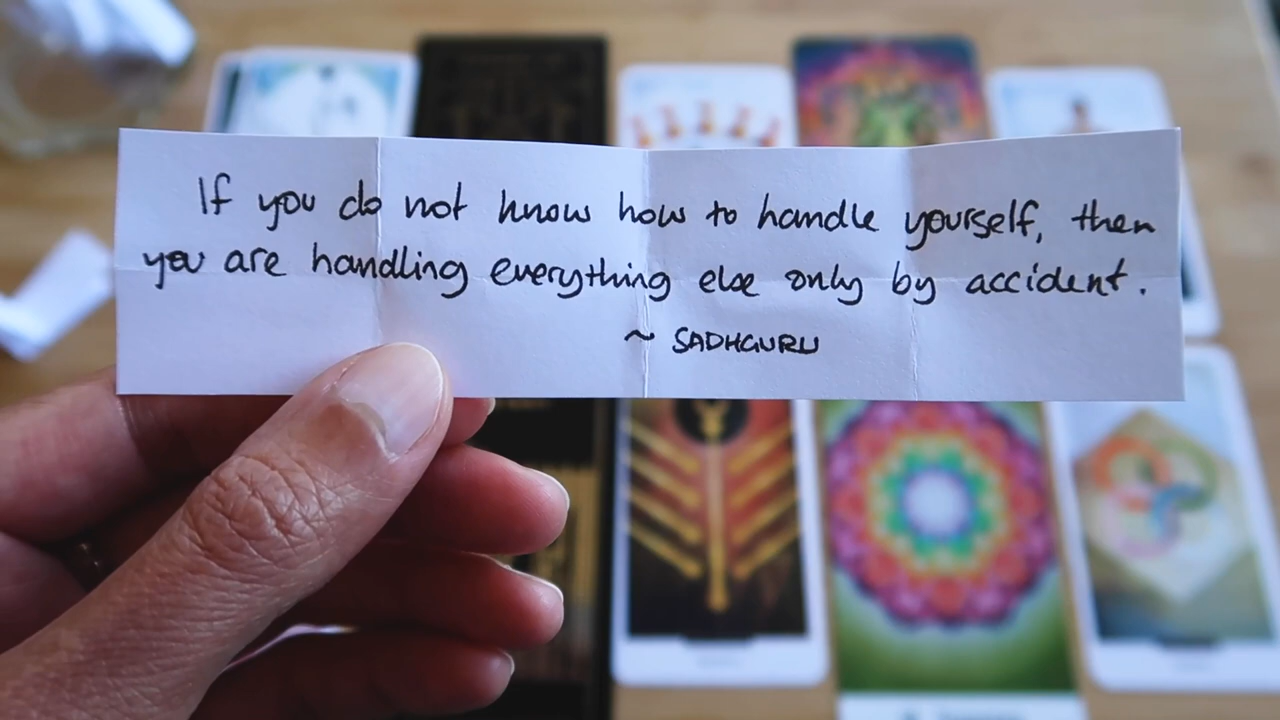 If you do not know how to handle yourself, then
you are handling everything else only by accident.
~ SADHGURU